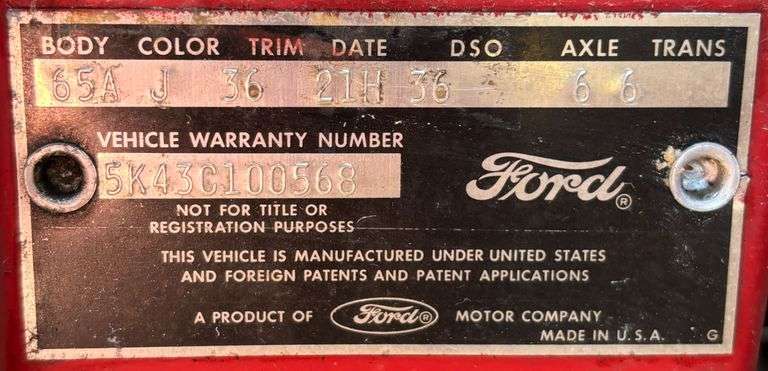 BODY COLOR TRIM DATE DSO AXLE TRANS
65A J 36 21H 36 6 6
VEHICLE WARRANTY NUMBER
5K43C100568
Ford®
NOT FOR TITLE OR
REGISTRATION PURPOSES
THIS VEHICLE IS MANUFACTURED UNDER UNITED STATES
AND FOREIGN PATENTS AND PATENT APPLICATIONS
A PRODUCT OF Ford® MOTOR COMPANY
MADE IN U.S.A. G